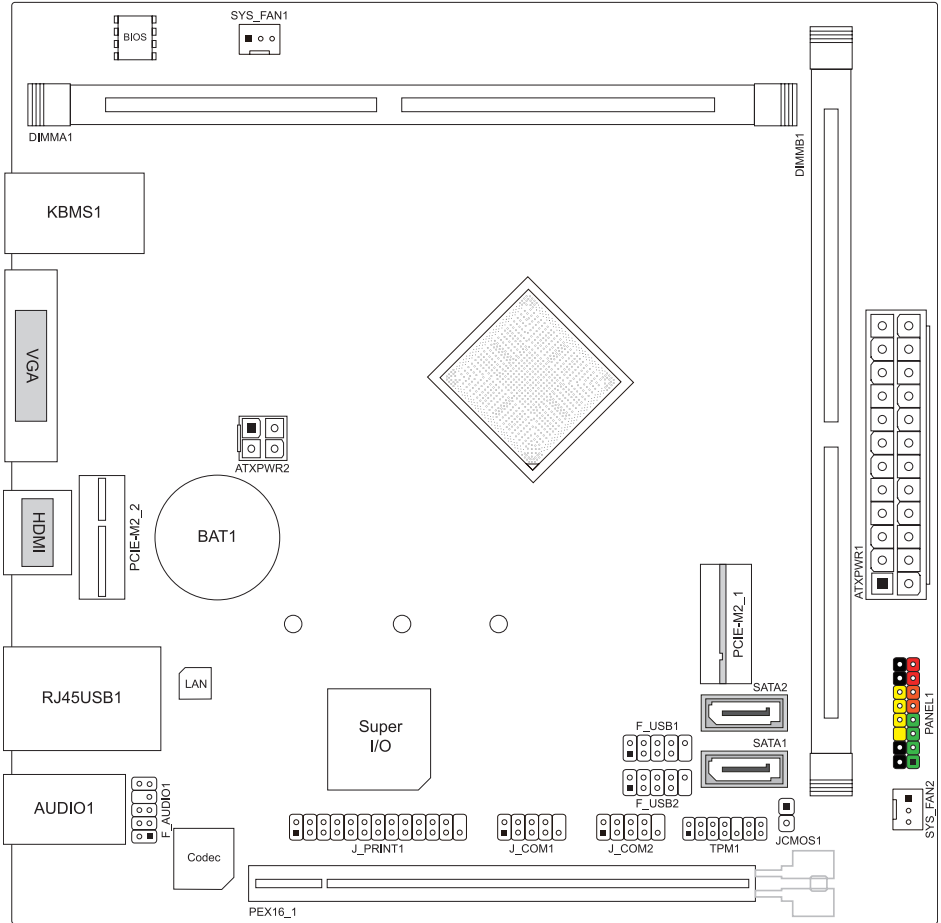 SYS_FAN1
BIOS
DIMMA1
DIMMB1
KBMS1
VGA
ATXPWR2
HDMI
PCIE-M2_2
BAT1
ATXPWR1
PCIE-M2_1
RJ45USB1
LAN
SATA2
PANEL1
Super
I/O
F_USB1
SATA1
AUDIO1
F_AUDIO1
F_USB2
SYS_FAN2
J_PRINT1
J_COM1
J_COM2
TPM1
JCMOS1
Codec
PEX16_1